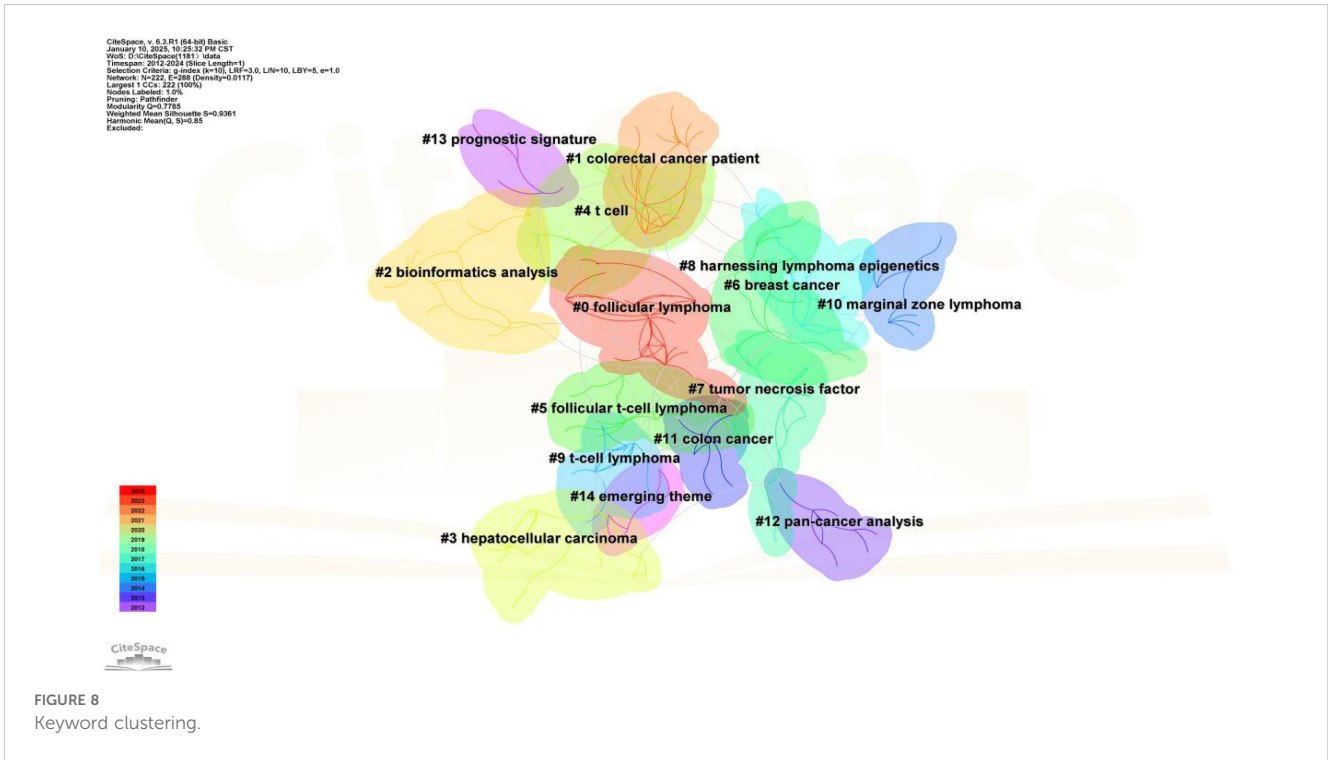 CiteSpace, v. 6.3.R1 (64-bit) Basic
January 10, 2025, 10:25:32 PM CST
WoS: D:\CiteSpace(1181）\data
Timespan: 2012-2024 (Slice Length=1)
Selection Criteria: g-index (k=10), LRF=3.0, L/N=10, LBY=5, e=1.0
Network: N=222, E=288 (Density=0.0117)
Largest 1 CCs: 222 (100%)
Nodes Labeled: 1.0%
Pruning: Pathfinder
Modularity Q=0.7785
Weighted Mean Silhouette S=0.9361
Harmonic Mean(Q, S)=0.85
Excluded:
CiteSpace
#13 prognostic signature
#1 colorectal cancer patient
#4 t cell
#2 bioinformatics analysis
#8 harnessing lymphoma epigenetics
#6 breast cancer
#10 marginal zone lymphoma
#0 follicular lymphoma
#7 tumor necrosis factor
#5 follicular t-cell lymphoma
#11 colon cancer
#9 t-cell lymphoma
#14 emerging theme
#12 pan-cancer analysis
#3 hepatocellular carcinoma
2024
2023
2022
2021
2020
2019
2018
2017
2016
2015
2014
2013
2012
CiteSpace
FIGURE 8
Keyword clustering.